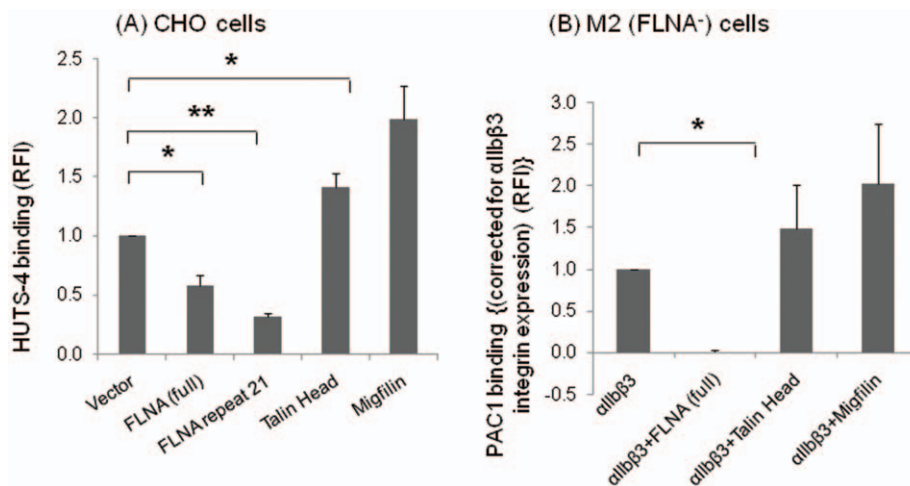 (A) CHO cells
HUTS-4 binding (RFI)
2.5
2.0
1.5
1.0
0.5
0.0
*
**
*
Vector
FLNA (full)
FLNA repeat 21
Talin Head
Migfilin
(B) M2 (FLNA-) cells
PAC1 binding {(corrected for αIIbβ3
integrin expression) (RFI)}
3.0
2.5
2.0
1.5
1.0
0.5
0.0
-0.5
*
αIIbβ3
αIIbβ3+FLNA (full)
αIIbβ3+Talin Head
αIIbβ3+Migfilin